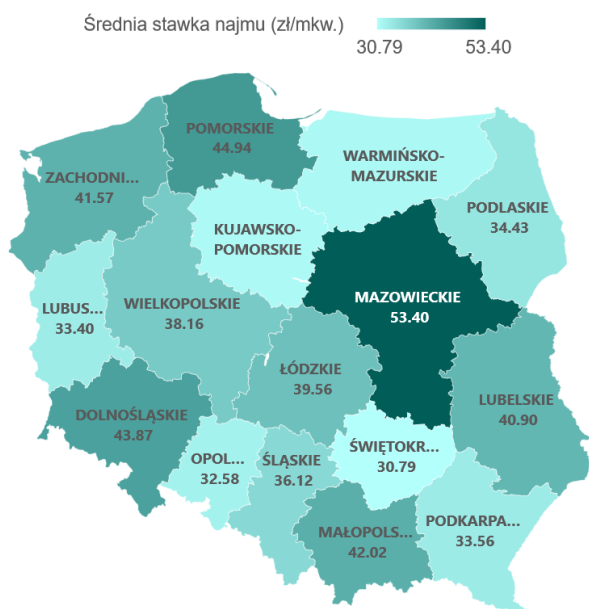 Średnia stawka najmu (zł/mkw.)
30.79 53.40
POMORSKIE
44.94
WARMIŃSKO-
MAZURSKIE
ZACHODNI...
41.57
PODLASKIE
34.43
KUJAWSKO-
POMORSKIE
MAZOWIECKIE
53.40
LUBUS...
33.40
WIELKOPOLSKIE
38.16
ŁÓDZKIE
39.56
LUBELSKIE
40.90
DOLNOŚLĄSKIE
43.87
OPOL...
32.58
ŚLĄSKIE
36.12
ŚWIĘTOKR...
30.79
MAŁOPOLS...
42.02
PODKARPA...
33.56